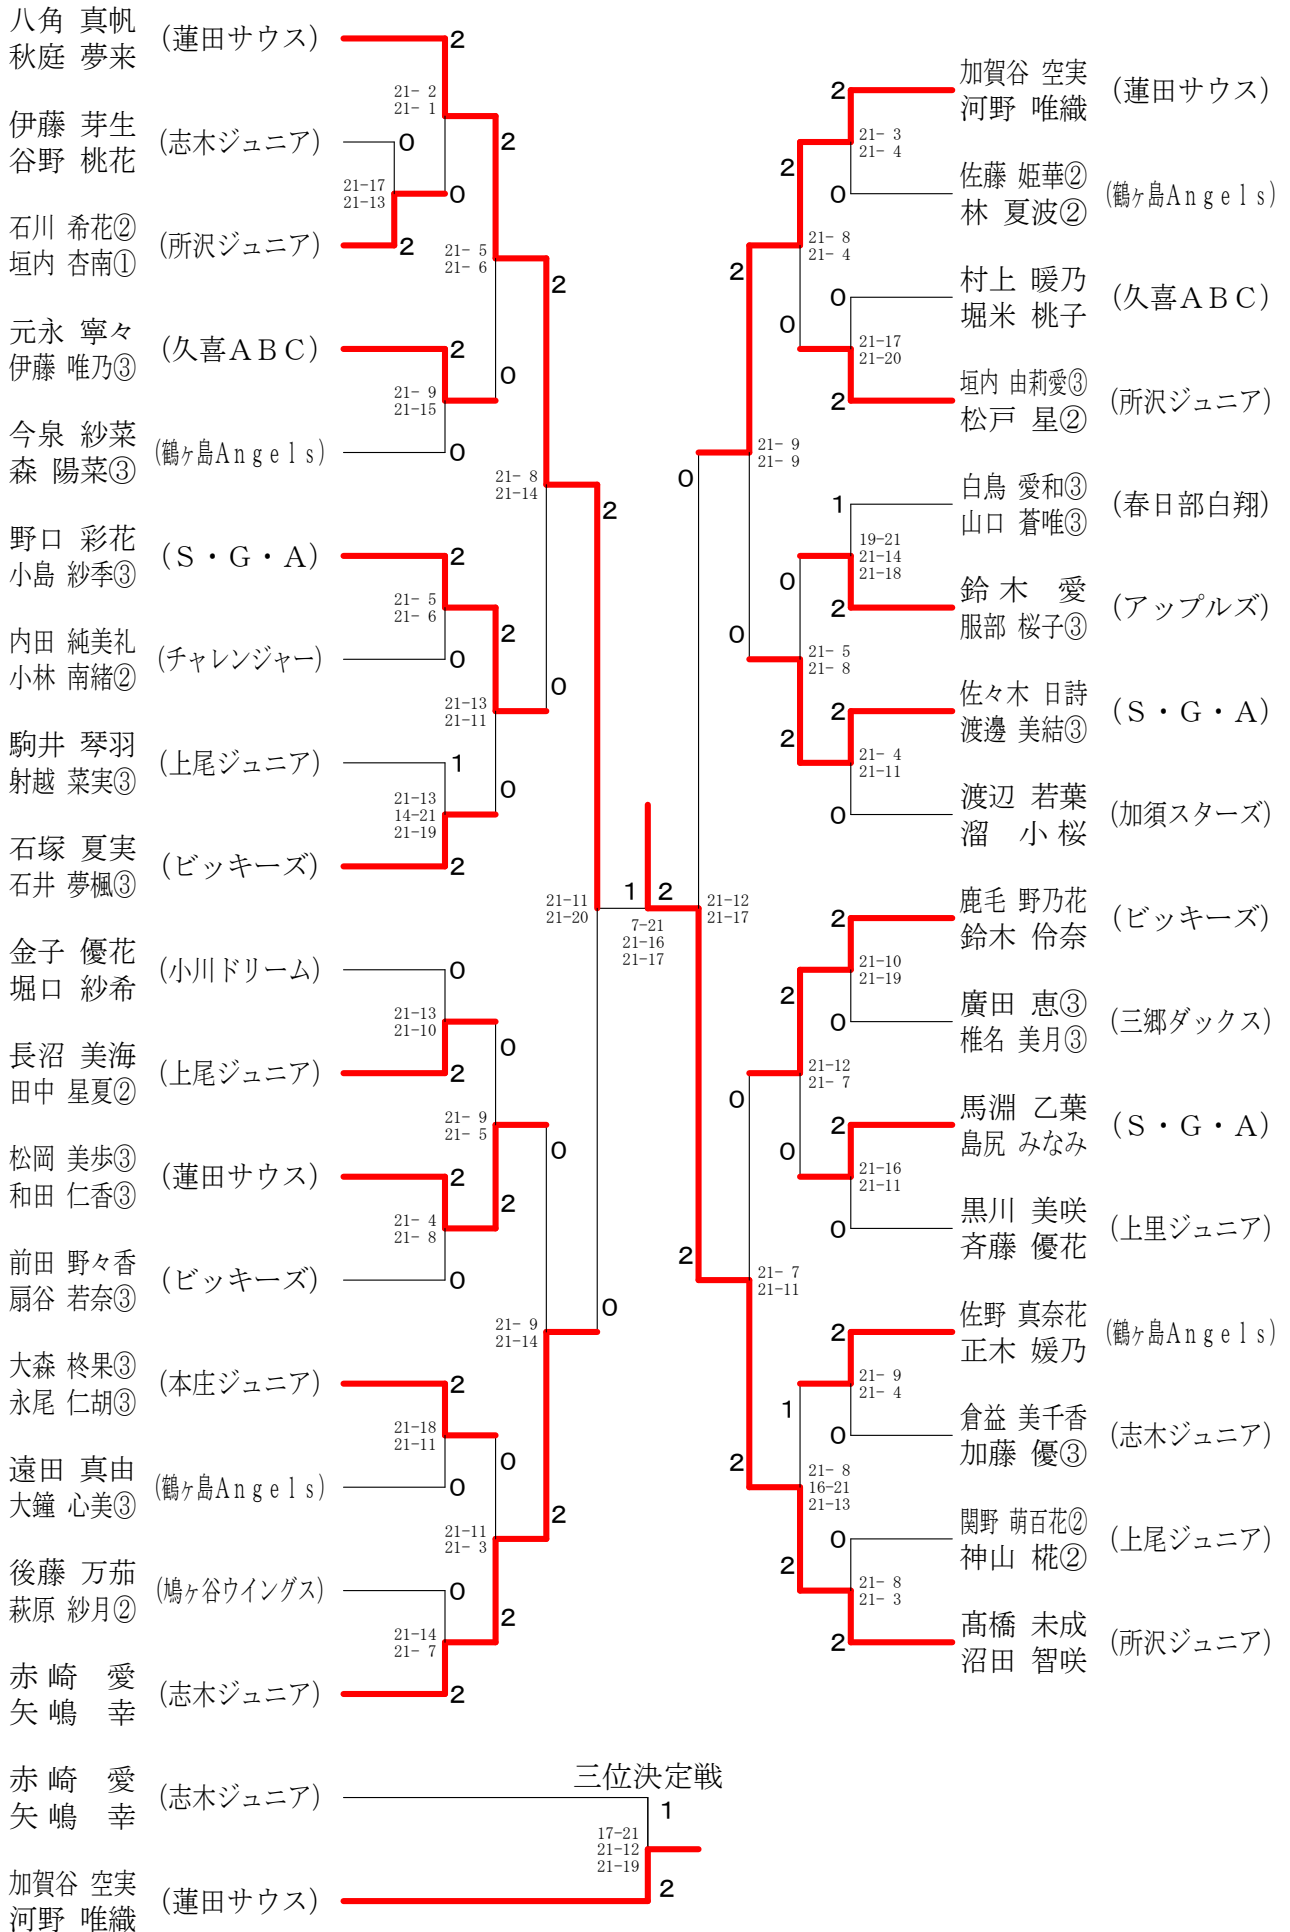 八角 真帆
秋庭 夢来
(蓮田サウス)
2
21- 2
21- 1
2
伊藤 芽生
谷野 桃花
(志木ジュニア)
0
21-17
21-13
0
石川 希花②
垣内 杏南①
(所沢ジュニア)
2
21- 5
21- 6
2
元永 寧々
伊藤 唯乃③
(久喜ABC)
2
0
21- 9
21-15
今泉 紗菜
森 陽菜③
(鶴ヶ島Angels)
0
21- 8
21-14
2
野口 彩花
小島 紗季③
(S・G・A)
2
21- 5
21- 6
2
内田 純美礼
小林 南緒②
(チャレンジャー)
0
0
21-13
21-11
駒井 琴羽
射越 菜実③
(上尾ジュニア)
1
0
21-13
14-21
21-19
石塚 夏実
石井 夢楓③
(ビッキーズ)
2
21-11
21-20
1
2
7-21
21-16
21-17
21-12
21-17
金子 優花
堀口 紗希
(小川ドリーム)
0
21-13
21-10
0
長沼 美海
田中 星夏②
(上尾ジュニア)
2
21- 9
21- 5
0
松岡 美歩③
和田 仁香③
(蓮田サウス)
2
2
21- 4
21- 8
前田 野々香
扇谷 若奈③
(ビッキーズ)
0
21- 9
21-14
0
大森 柊果③
永尾 仁胡③
(本庄ジュニア)
2
21-18
21-11
0
遠田 真由
大鐘 心美③
(鶴ヶ島Angels)
0
2
21-11
21- 3
後藤 万茄
萩原 紗月②
(鳩ヶ谷ウイングス)
0
2
21-14
21- 7
赤崎 愛
矢嶋 幸
(志木ジュニア)
2
加賀谷 空実
河野 唯織
(蓮田サウス)
2
21- 3
21- 4
2
佐藤 姫華②
林 夏波②
(鶴ヶ島Angels)
0
21- 8
21- 4
2
村上 暖乃
堀米 桃子
(久喜ABC)
0
0
21-17
21-20
垣内 由莉愛③
松戸 星②
(所沢ジュニア)
2
21- 9
21- 9
0
白鳥 愛和③
山口 蒼唯③
(春日部白翔)
1
19-21
21-14
21-18
0
鈴木 愛
服部 桜子③
(アップルズ)
2
0
21- 5
21- 8
佐々木 日詩
渡邊 美結③
(S・G・A)
2
2
21- 4
21-11
渡辺 若葉
溜 小桜
(加須スターズ)
0
鹿毛 野乃花
鈴木 伶奈
(ビッキーズ)
2
21-10
21-19
2
廣田 恵③
椎名 美月③
(三郷ダックス)
0
21-12
21- 7
0
馬淵 乙葉
島尻 みなみ
(S・G・A)
2
0
21-16
21-11
黒川 美咲
斉藤 優花
(上里ジュニア)
0
2
21- 7
21-11
佐野 真奈花
正木 媛乃
(鶴ヶ島Angels)
2
21- 9
21- 4
1
倉益 美千香
加藤 優③
(志木ジュニア)
0
2
21- 8
16-21
21-13
関野 萌百花②
神山 椛②
(上尾ジュニア)
0
2
21- 8
21- 3
髙橋 未成
沼田 智咲
(所沢ジュニア)
2
三位決定戦
赤崎 愛
矢嶋 幸
(志木ジュニア)
1
17-21
21-12
21-19
加賀谷 空実
河野 唯織
(蓮田サウス)
2